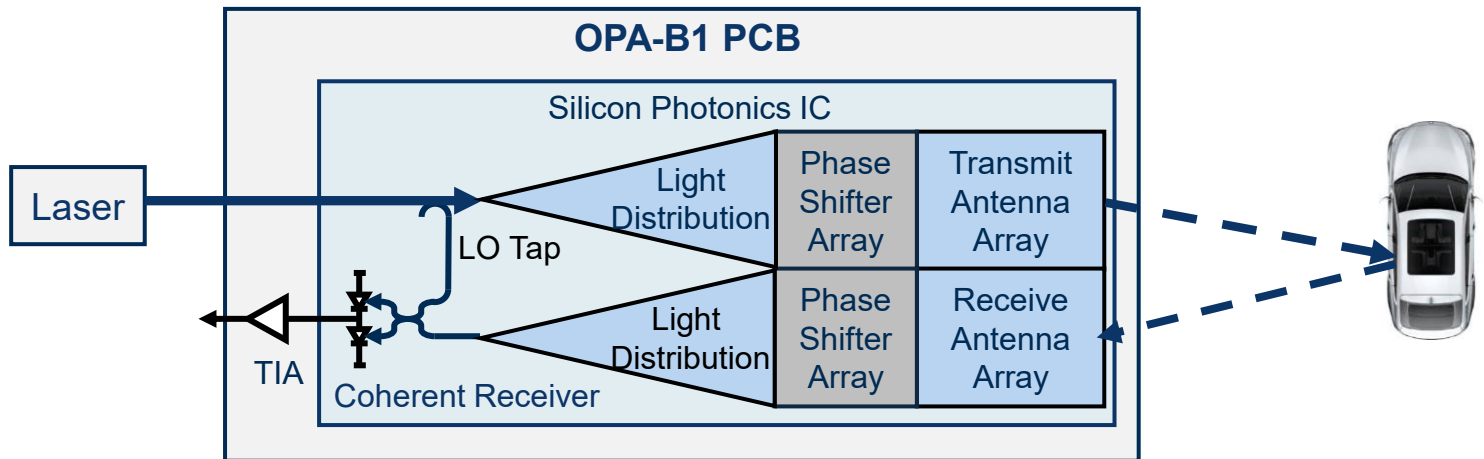 OPA-B1 PCB
Silicon Photonics IC
Laser
Light
Distribution
Phase
Shifter
Array
Transmit
Antenna
Array
LO Tap
Light
Distribution
Phase
Shifter
Array
Receive
Antenna
Array
TIA
Coherent Receiver